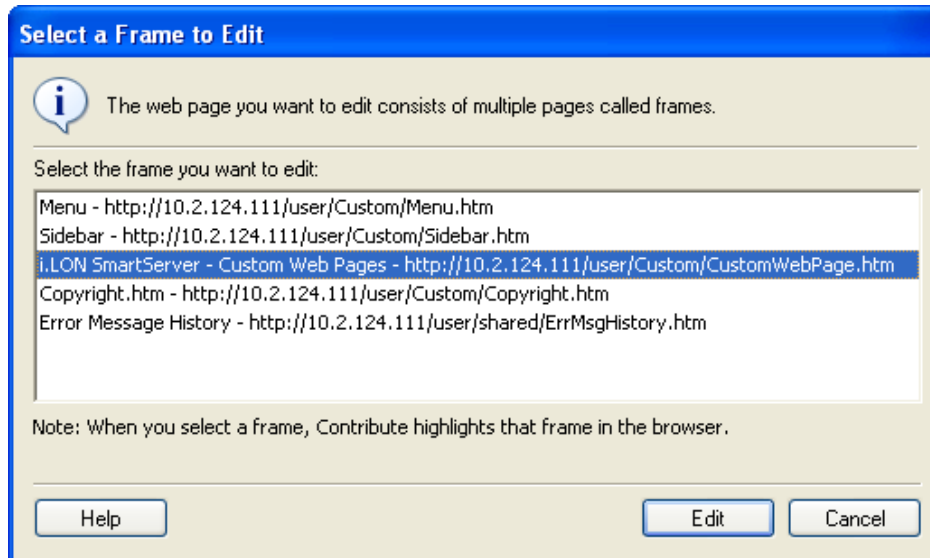 Select a Frame to Edit
The web page you want to edit consists of multiple pages called frames.
Select the frame you want to edit:
Menu - http://10.2.124.111/user/Custom/Menu.htm
Sidebar - http://10.2.124.111/user/Custom/Sidebar.htm
i.LON SmartServer - Custom Web Pages - http://10.2.124.111/user/Custom/CustomWebPage.htm
Copyright.htm - http://10.2.124.111/user/Custom/Copyright.htm
Error Message History - http://10.2.124.111/user/shared/ErrMsgHistory.htm
Note: When you select a frame, Contribute highlights that frame in the browser.
Help Edit Cancel